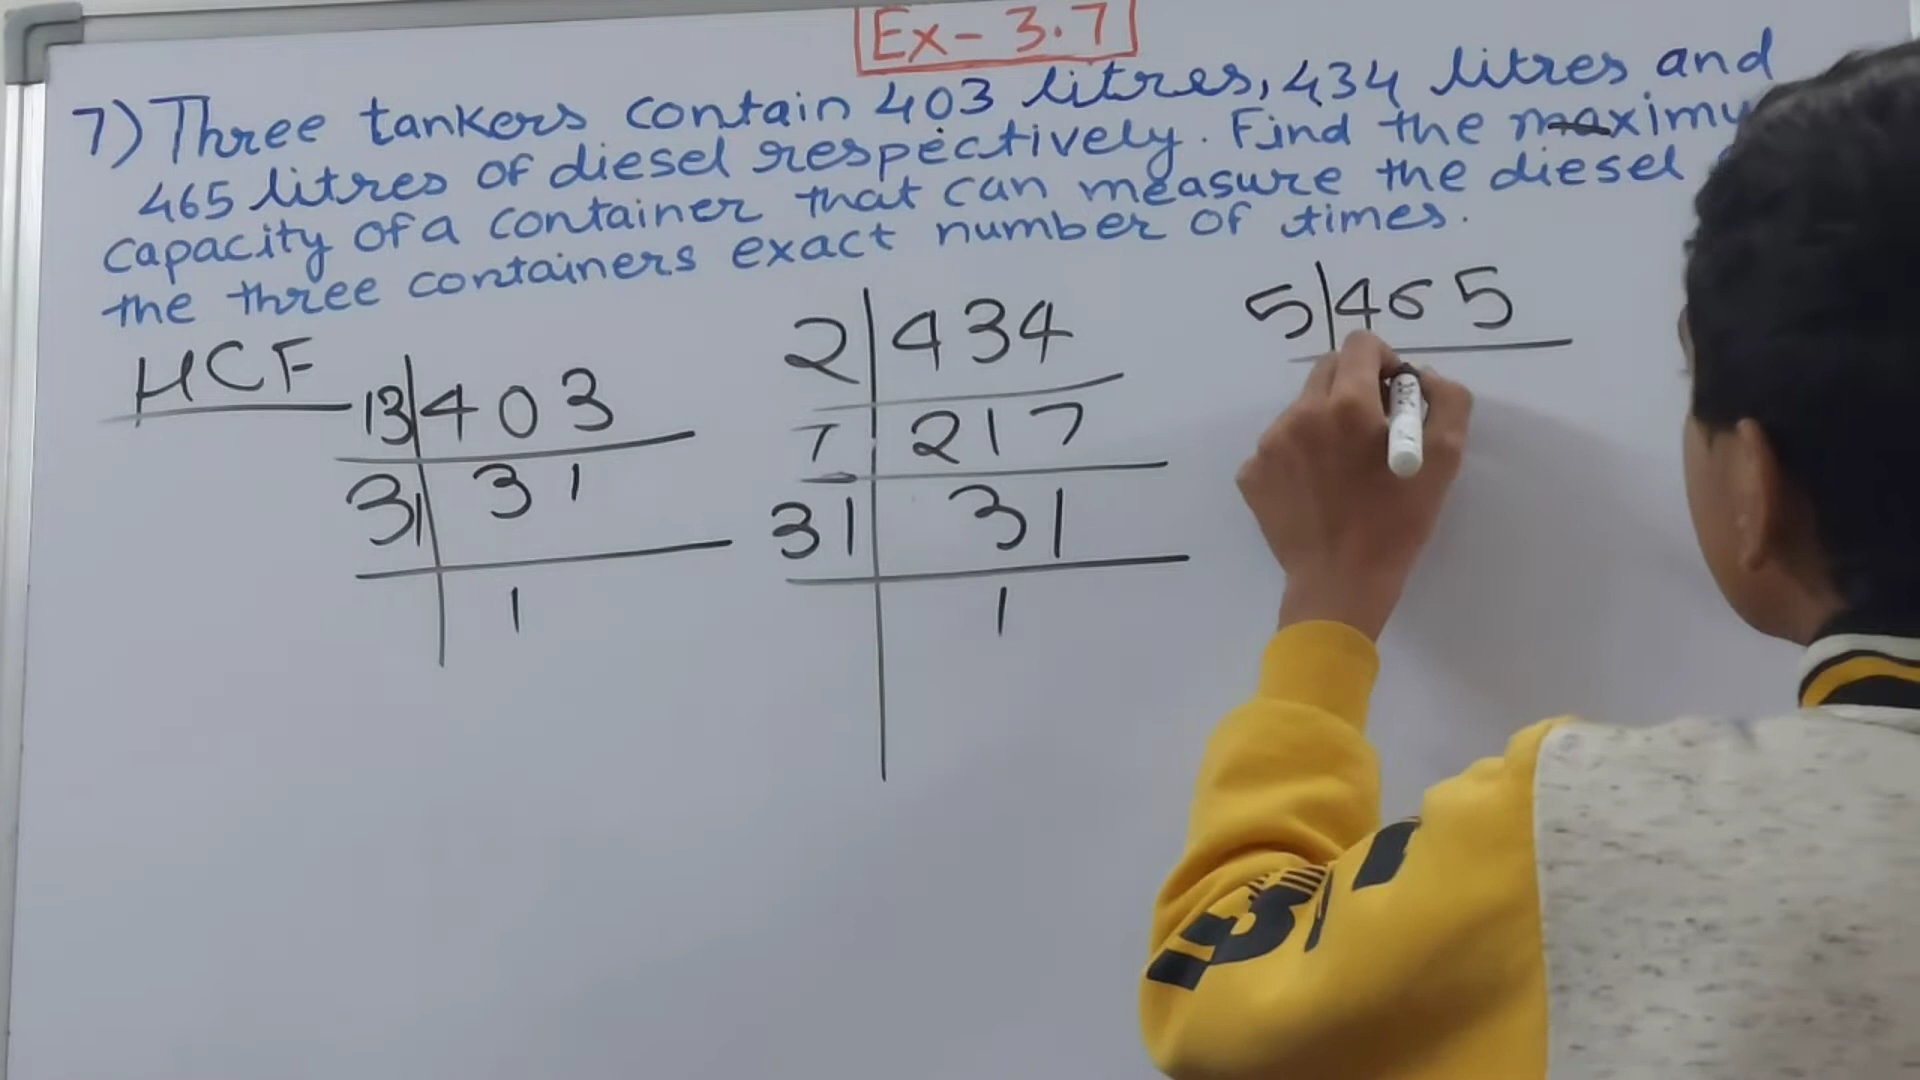 Ex- 3.7
7) Three tankers contain 403 litres, 434 litres and
465 litres of diesel respectively. Find the maximu
capacity of a container that can measure the diesel
the three containers exact number of times.
HCF
13 403
31 31
1
2 434
7 217
31 31
1
5 465